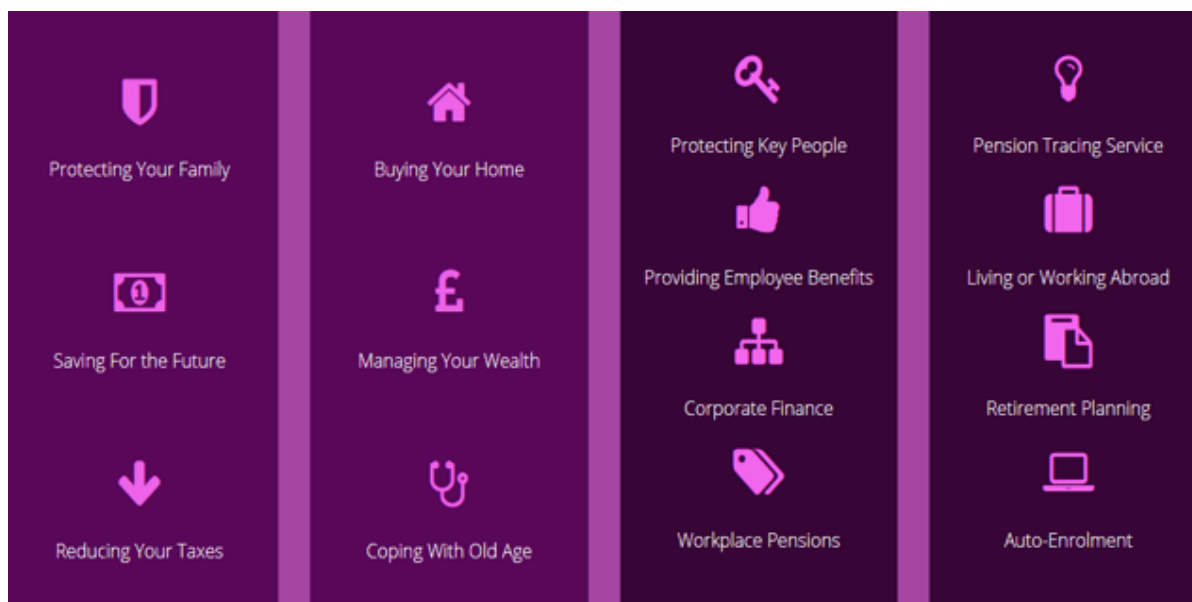 Protecting Your Family
Saving For the Future
Reducing Your Taxes
Buying Your Home
£
Managing Your Wealth
Coping With Old Age
Protecting Key People
Providing Employee Benefits
Corporate Finance
Workplace Pensions
Pension Tracing Service
Living or Working Abroad
Retirement Planning
Auto-Enrolment